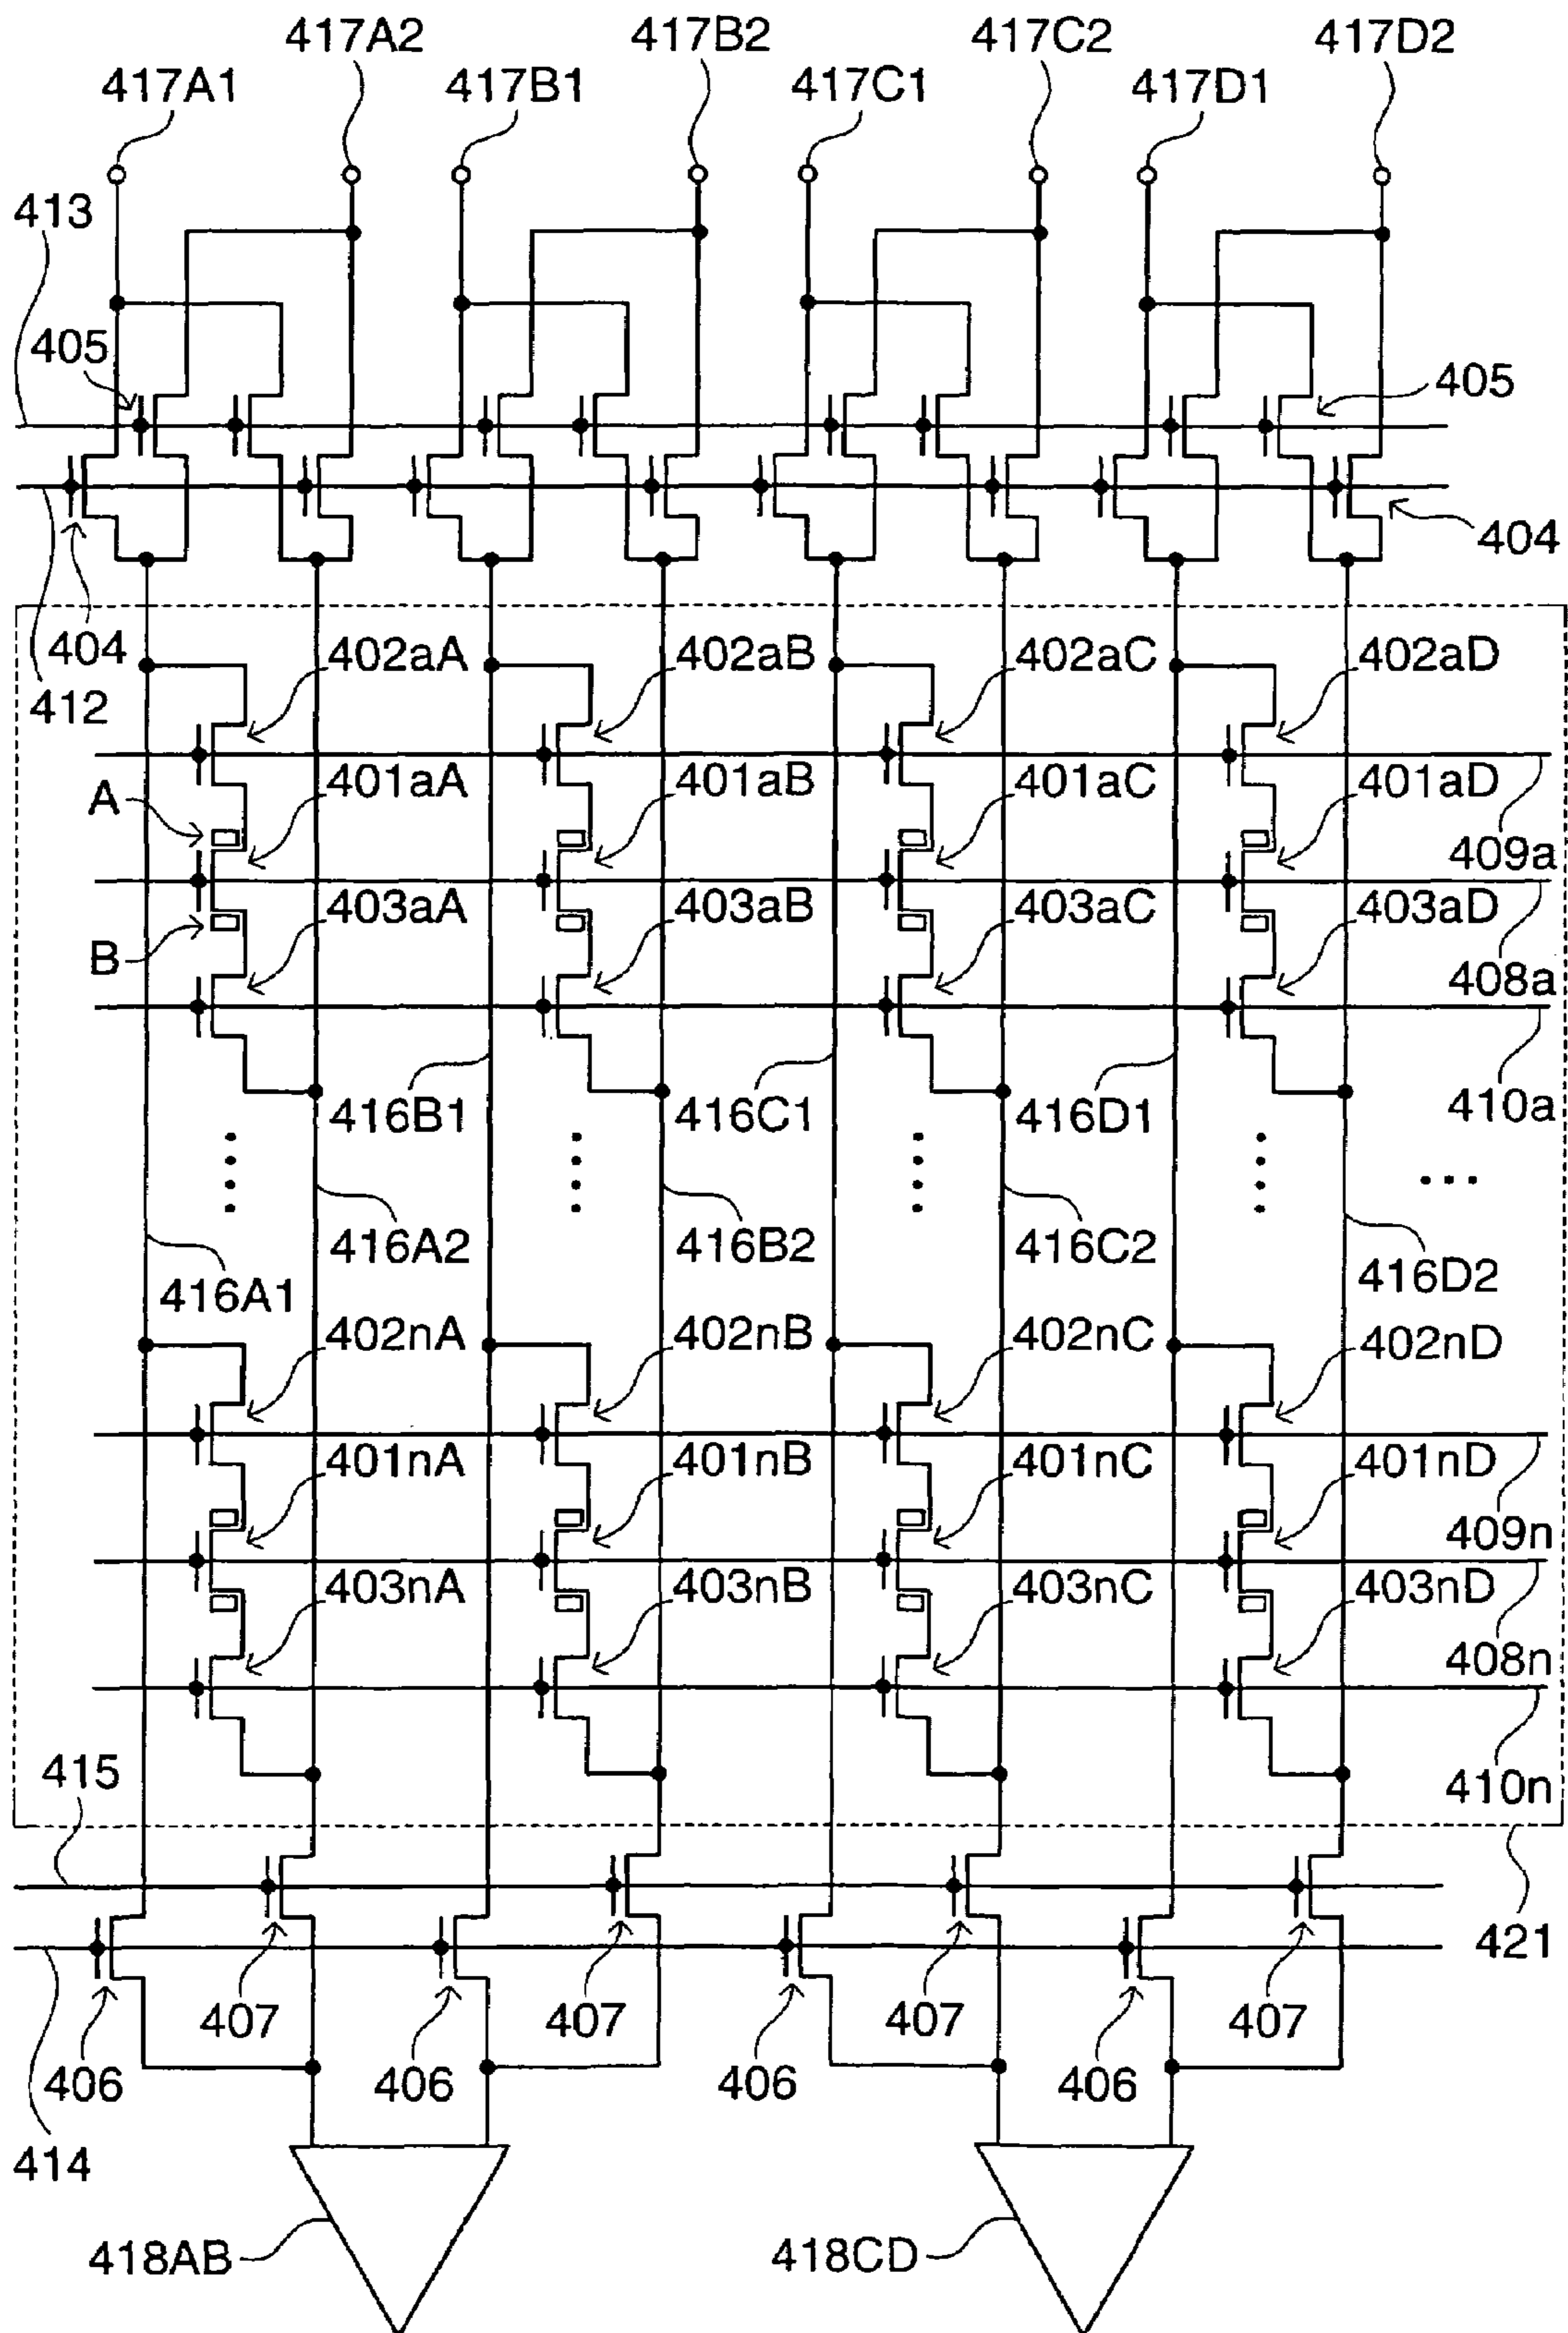 417A2 417B2 417C2 417D2
417A1 417B1 417C1 417D1
413
405 405
404
404 402aA 402aB 402aC 402aD
412
A 401aA 401aB 401aC 401aD
409a
403aA 403aB 403aC 403aD
B 408a
416B1 416C1 416D1 410a
416A2 416B2 416C2 416D2
416A1
402nA 402nB 402nC 402nD
401nA 401nB 401nC 401nD
409n
403nA 403nB 403nC 403nD
408n
415 410n
421
407 407 407 407
406 406 406 406
414
418AB 418CD